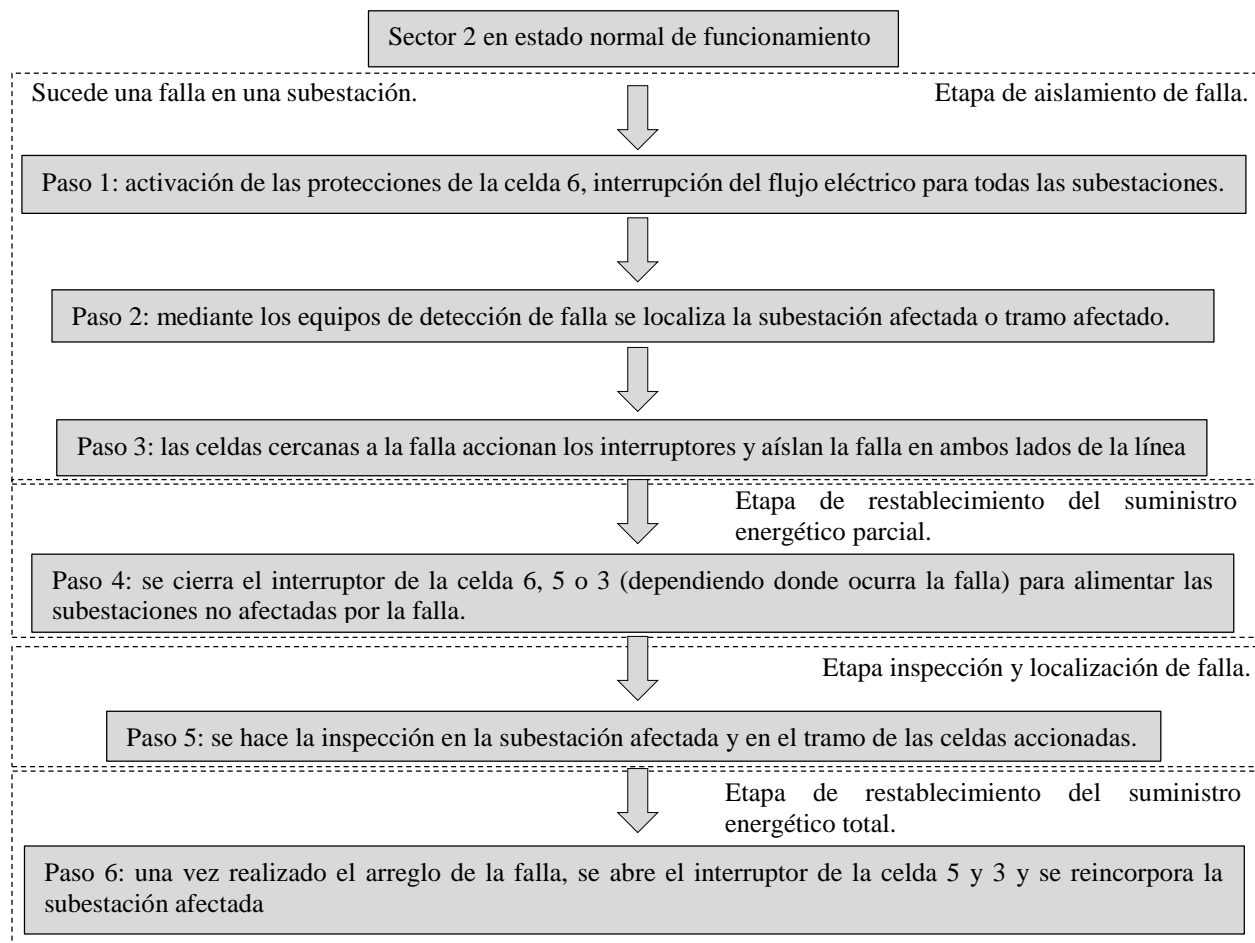 Sector 2 en estado normal de funcionamiento
Sucede una falla en una subestación.
Etapa de aislamiento de falla.
Paso 1: activación de las protecciones de la celda 6, interrupción del flujo eléctrico para todas las subestaciones.
Paso 2: mediante los equipos de detección de falla se localiza la subestación afectada o tramo afectado.
Paso 3: las celdas cercanas a la falla accionan los interruptores y aíslan la falla en ambos lados de la línea
Etapa de restablecimiento del suministro
energético parcial.
Paso 4: se cierra el interruptor de la celda 6, 5 o 3 (dependiendo donde ocurra la falla) para alimentar las
subestaciones no afectadas por la falla.
Etapa inspección y localización de falla.
Paso 5: se hace la inspección en la subestación afectada y en el tramo de las celdas accionadas.
Etapa de restablecimiento del suministro
energético total.
Paso 6: una vez realizado el arreglo de la falla, se abre el interruptor de la celda 5 y 3 y se reincorpora la
subestación afectada